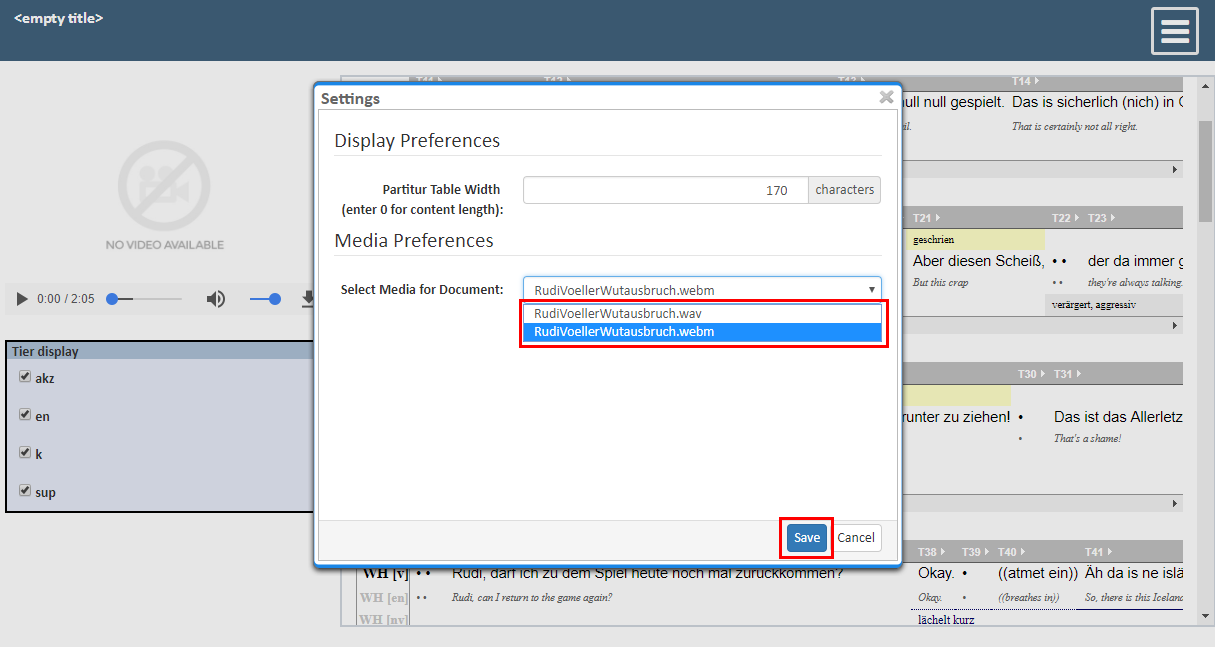 <empty title>
T14
Settings
null null gespielt. Das is sicherlich (nich) in
That is certainly not all right.
NO VIDEO AVAILABLE
0:00 / 2:05
Tier display
akz
en
k
sup
Display Preferences
Partitur Table Width
(enter 0 for content length):
170
characters
Media Preferences
Select Media for Document:
RudiVoellerWutausbruch.webm
RudiVoellerWutausbruch.wav
RudiVoellerWutausbruch.webm
Save
Cancel
T21 T22 T23
geschrien
Aber diesen Scheiß, • • der da immer g
But this crap • • they're always talking.
verärgert, aggressiv
T30 T31
runter zu ziehen! • Das ist das Allerletz
• That's a shame!
T38 T39 T40 T41
WH [v] • • Rudi, darf ich zu dem Spiel heute noch mal zurückkommen? Okay. • ((atmet ein)) Äh da is ne islä
WH [en] • • Rudi, can I return to the game again? Okay. • ((breathes in)) So, there is this Iceland
WH [nv] lächelt kurz